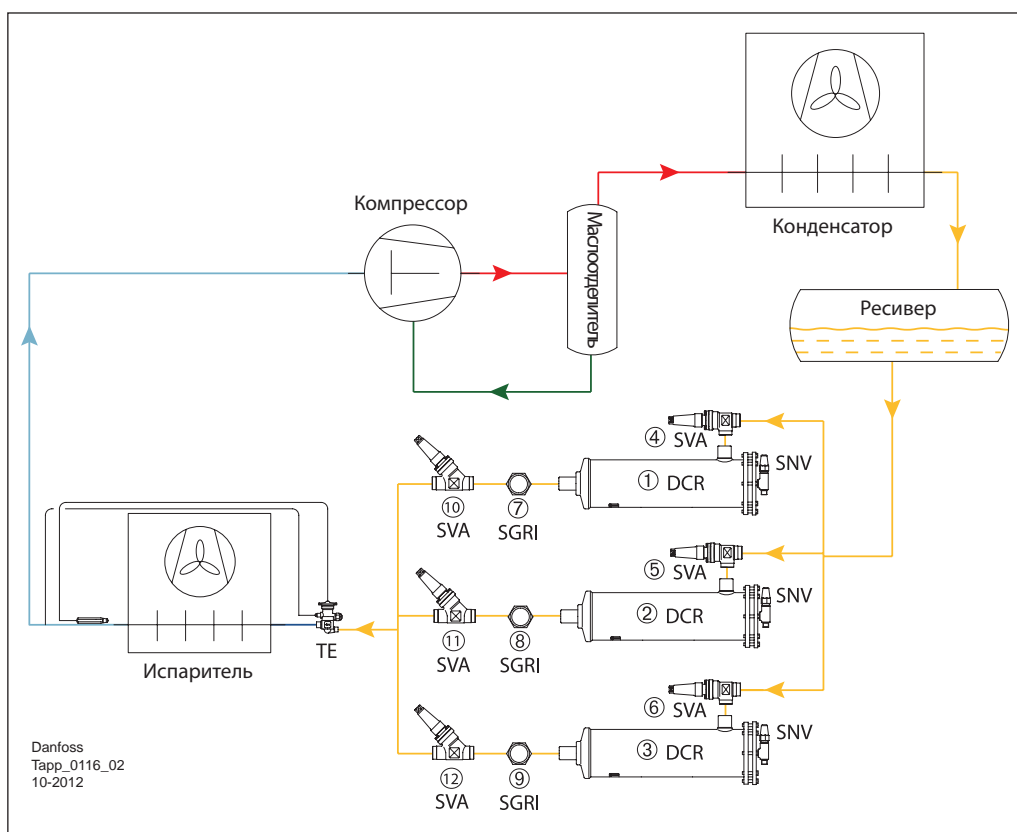 Компрессор
Маслоотделитель
Конденсатор
Ресивер
④ SVA
SNV
① DCR
⑩
SVA
⑦
SGRI
⑤ SVA
SNV
② DCR
⑪
SVA
⑧
SGRI
TE
Испаритель
⑥ SVA
SNV
③ DCR
⑫
SVA
⑨
SGRI
Danfoss
Tapp_0116_02
10-2012